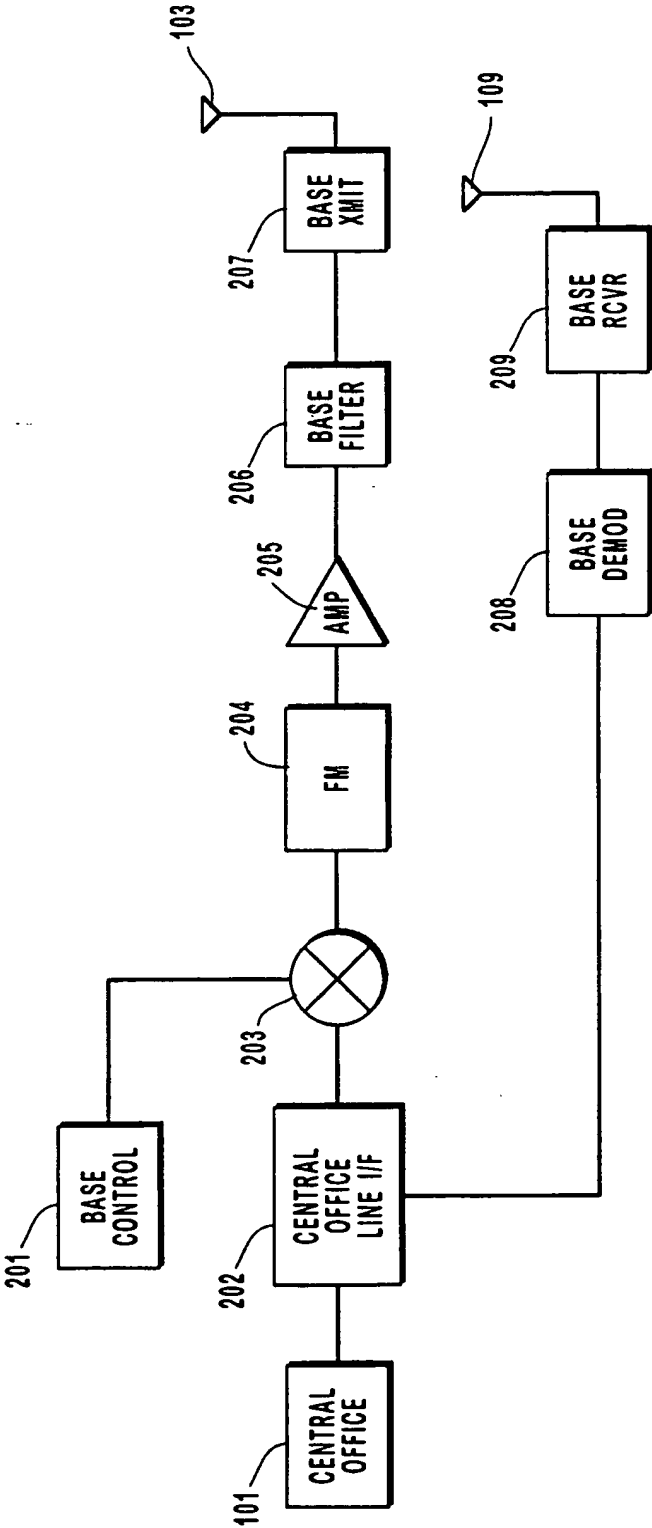 103
BASE
XMIT
207
109
BASE
FILTER
206
BASE
RCVR
209
AMP
205
BASE
DEMOD
208
FM
204
203
BASE
CONTROL
201
CENTRAL
OFFICE
LINE I/F
202
CENTRAL
OFFICE
101